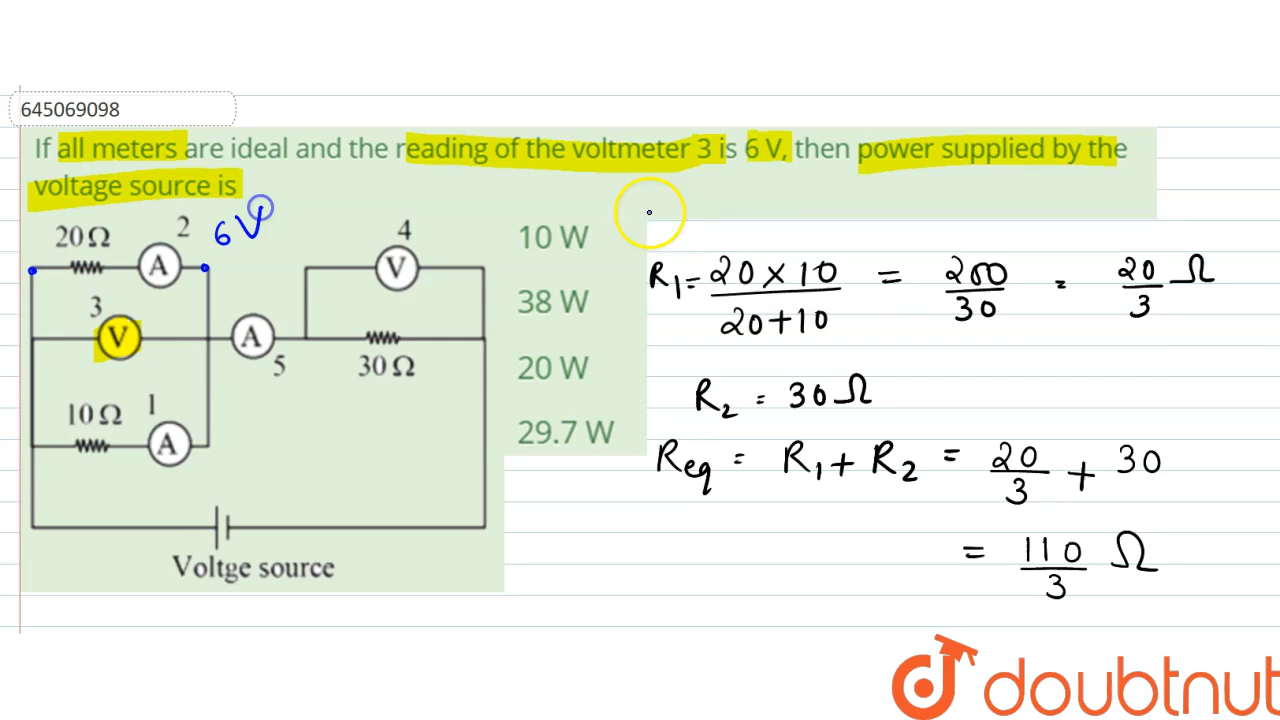 645069098
If all meters are ideal and the reading of the voltmeter 3 is 6 V, then power supplied by the
voltage source is
20 Ω
2
6V
A
3
V
A
5
10 Ω
1
A
4
V
30 Ω
Voltge source
10 W
38 W
20 W
29.7 W
R1 = 20 × 10 / 20+10 = 200 / 30 = 20 / 3 Ω
R2 = 30 Ω
Req = R1 + R2 = 20 / 3 + 30
= 110 / 3 Ω
doubtnut